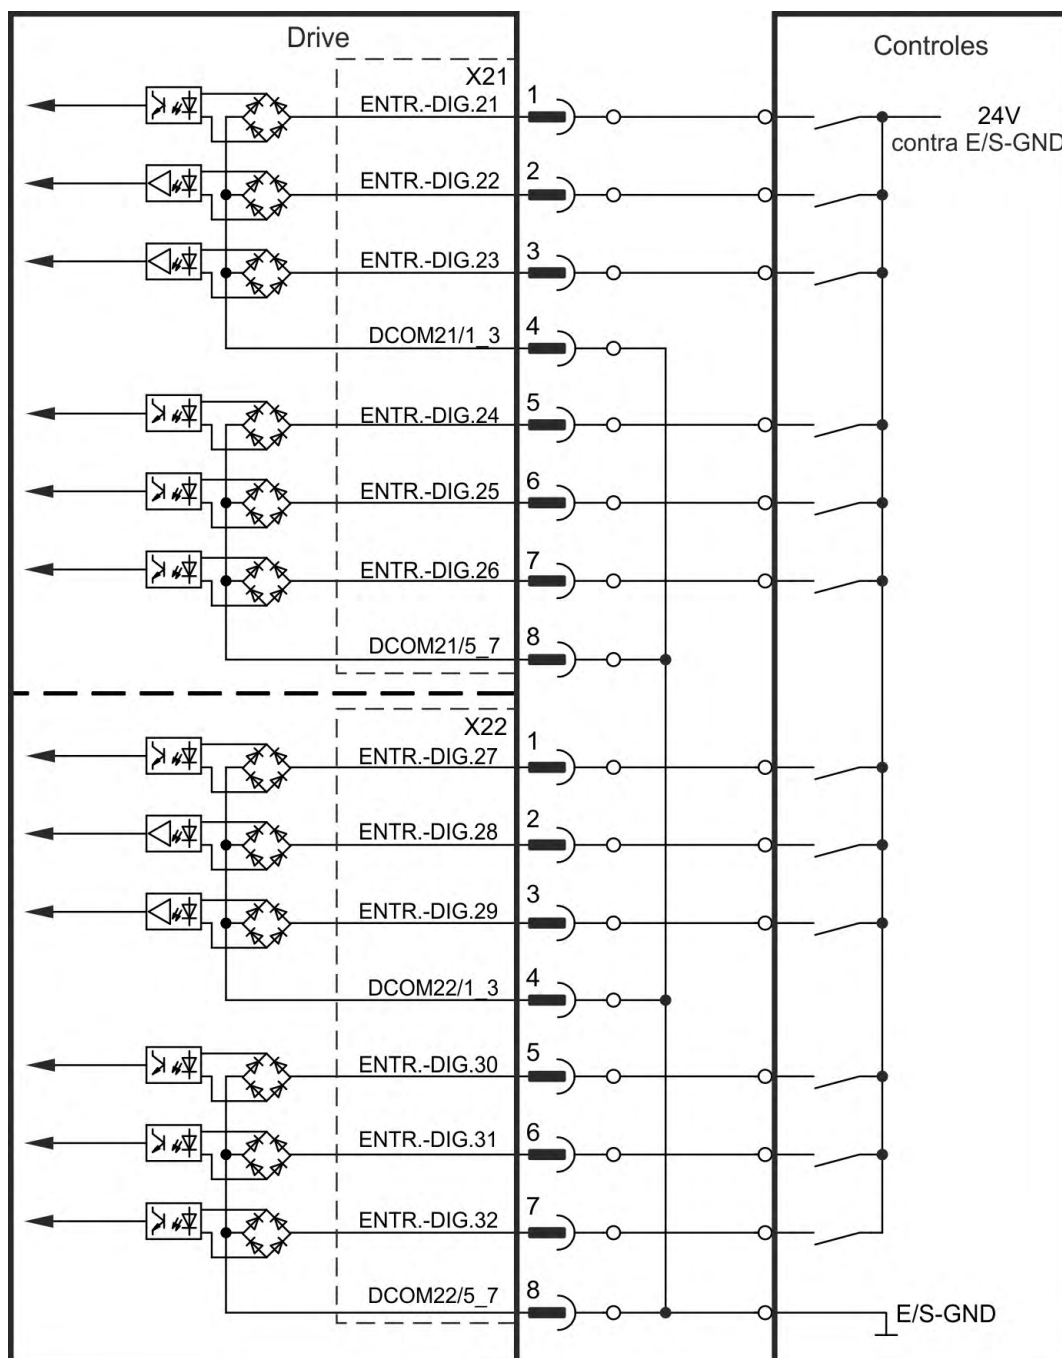 Drive
Controles
X21
ENTR.-DIG.21
1
24V
contra E/S-GND
ENTR.-DIG.22
2
ENTR.-DIG.23
3
DCOM21/1_3
4
ENTR.-DIG.24
5
ENTR.-DIG.25
6
ENTR.-DIG.26
7
DCOM21/5_7
8
X22
ENTR.-DIG.27
1
ENTR.-DIG.28
2
ENTR.-DIG.29
3
DCOM22/1_3
4
ENTR.-DIG.30
5
ENTR.-DIG.31
6
ENTR.-DIG.32
7
DCOM22/5_7
8
E/S-GND